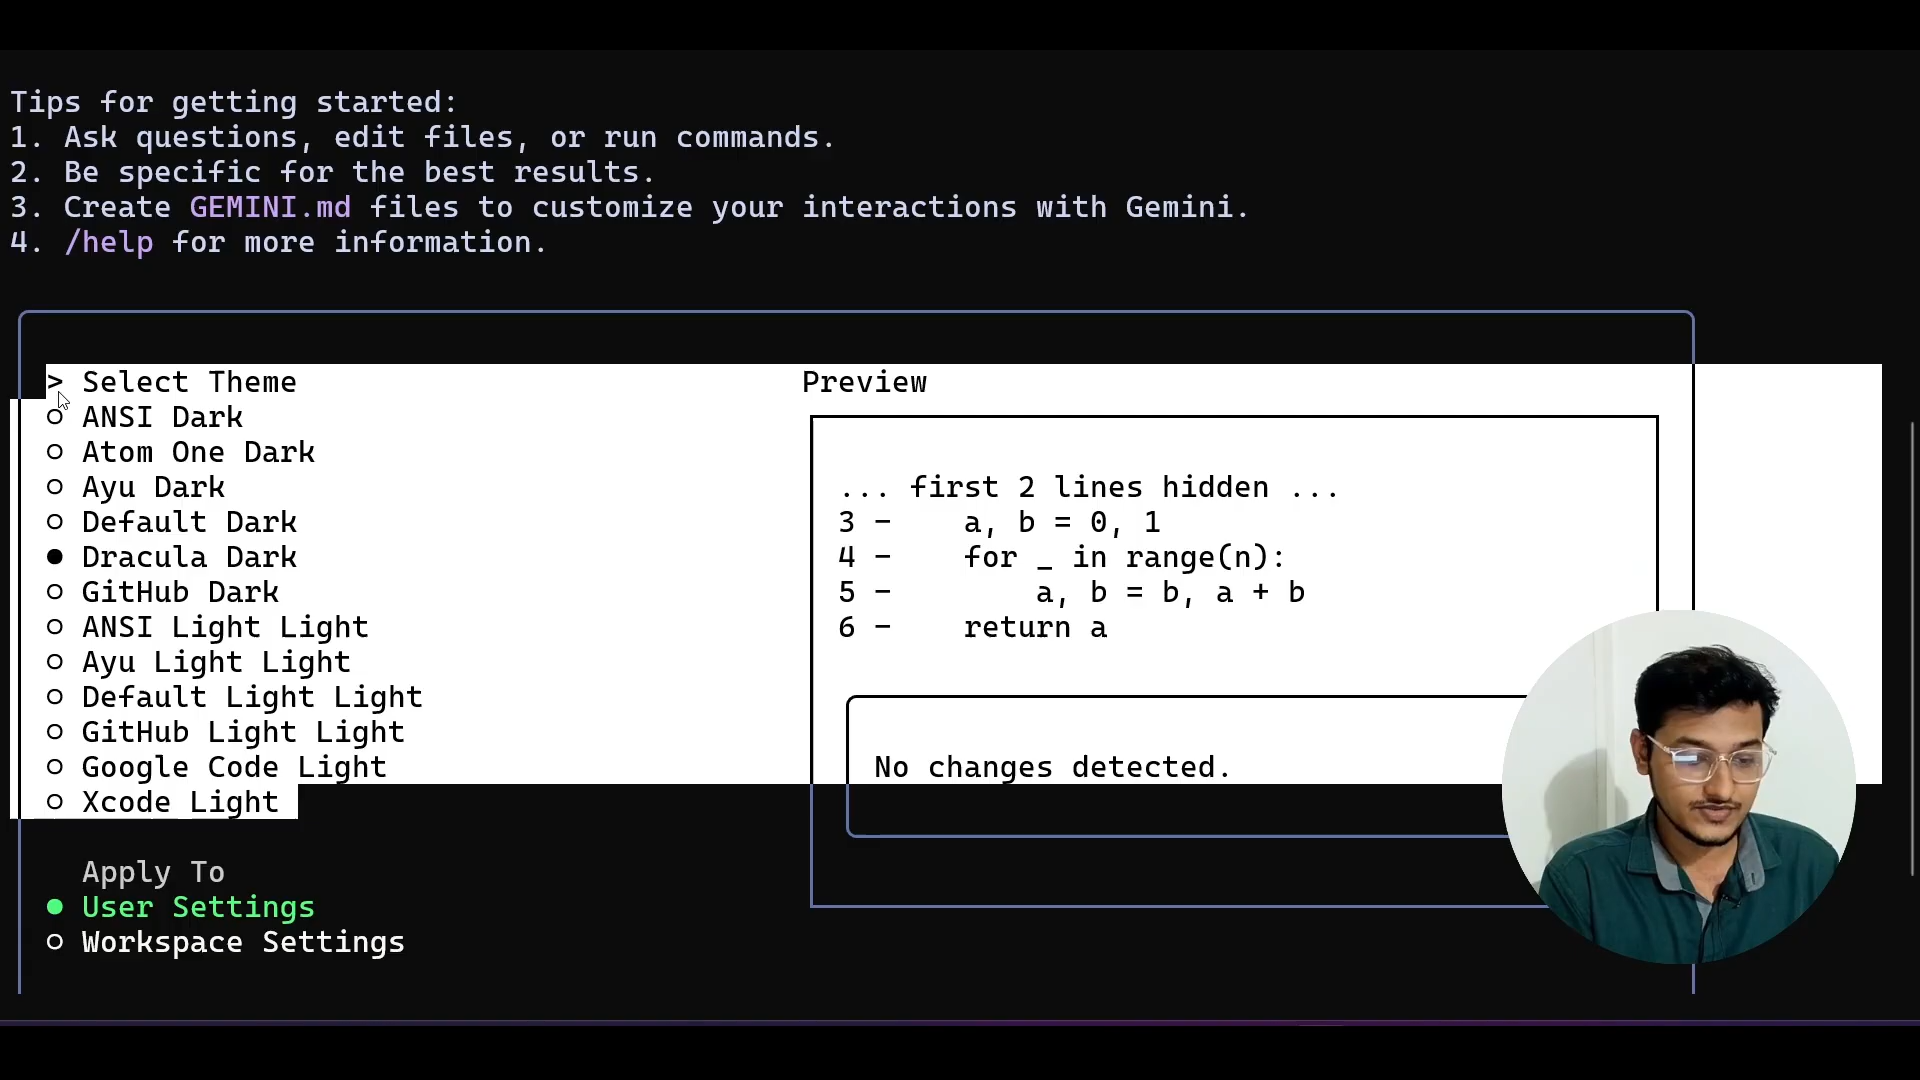 Tips for getting started:
1. Ask questions, edit files, or run commands.
2. Be specific for the best results.
3. Create GEMINI.md files to customize your interactions with Gemini.
4. /help for more information.
> Select Theme
○ ANSI Dark
○ Atom One Dark
○ Ayu Dark
○ Default Dark
● Dracula Dark
○ GitHub Dark
○ ANSI Light Light
○ Ayu Light Light
○ Default Light Light
○ GitHub Light Light
○ Google Code Light
○ Xcode Light
Preview
... first 2 lines hidden ...
3 -    a, b = 0, 1
4 -    for _ in range(n):
5 -        a, b = b, a + b
6 -    return a
No changes detected.
Apply To
● User Settings
○ Workspace Settings